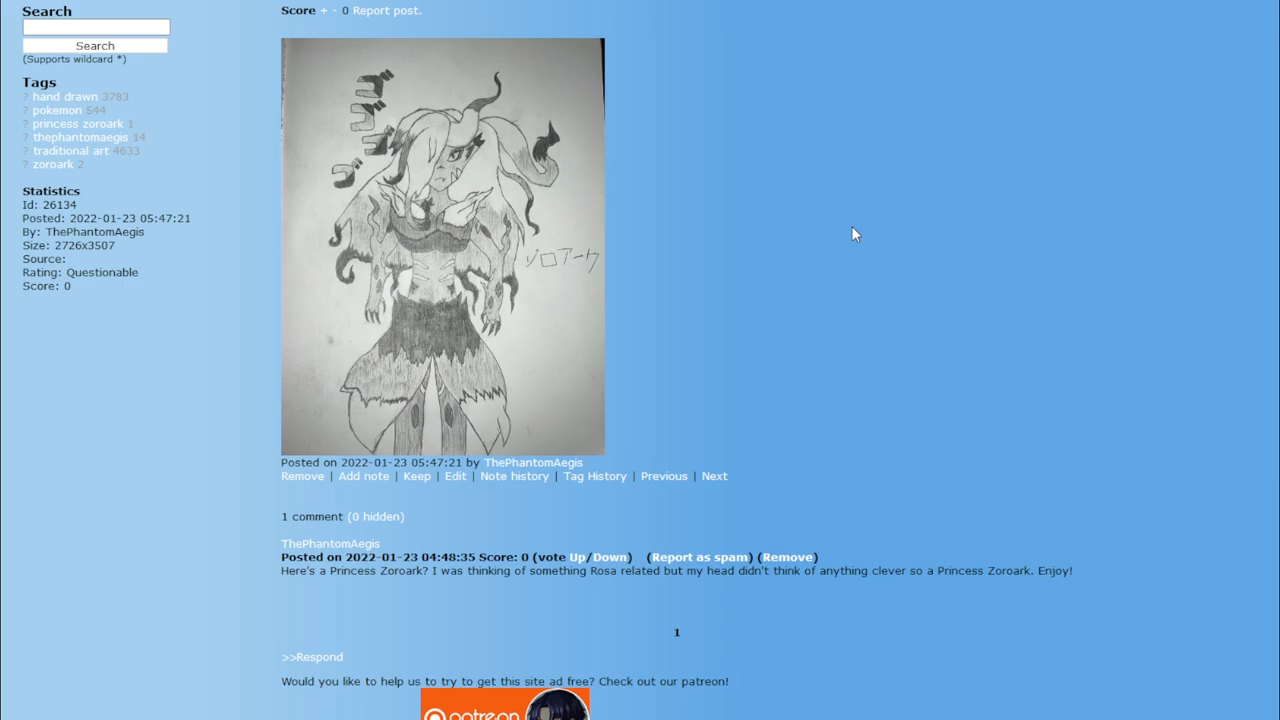 Search
Search
(Supports wildcard *)
Tags
? hand drawn 3783
? pokemon 544
? princess zoroark 1
? thephantomaegis 14
? traditional art 4633
? zoroark 2
Statistics
Id: 26134
Posted: 2022-01-23 05:47:21
By: ThePhantomAegis
Size: 2726x3507
Source:
Rating: Questionable
Score: 0
Score + - 0 Report post.
ゴゴゴゴ
ゾロアーク
Posted on 2022-01-23 05:47:21 by ThePhantomAegis
Remove | Add note | Keep | Edit | Note history | Tag History | Previous | Next
1 comment (0 hidden)
ThePhantomAegis
Posted on 2022-01-23 04:48:35 Score: 0 (vote Up/Down) (Report as spam) (Remove)
Here's a Princess Zoroark? I was thinking of something Rosa related but my head didn't think of anything clever so a Princess Zoroark. Enjoy!
1
>>Respond
Would you like to help us to try to get this site ad free? Check out our patreon!
patreon